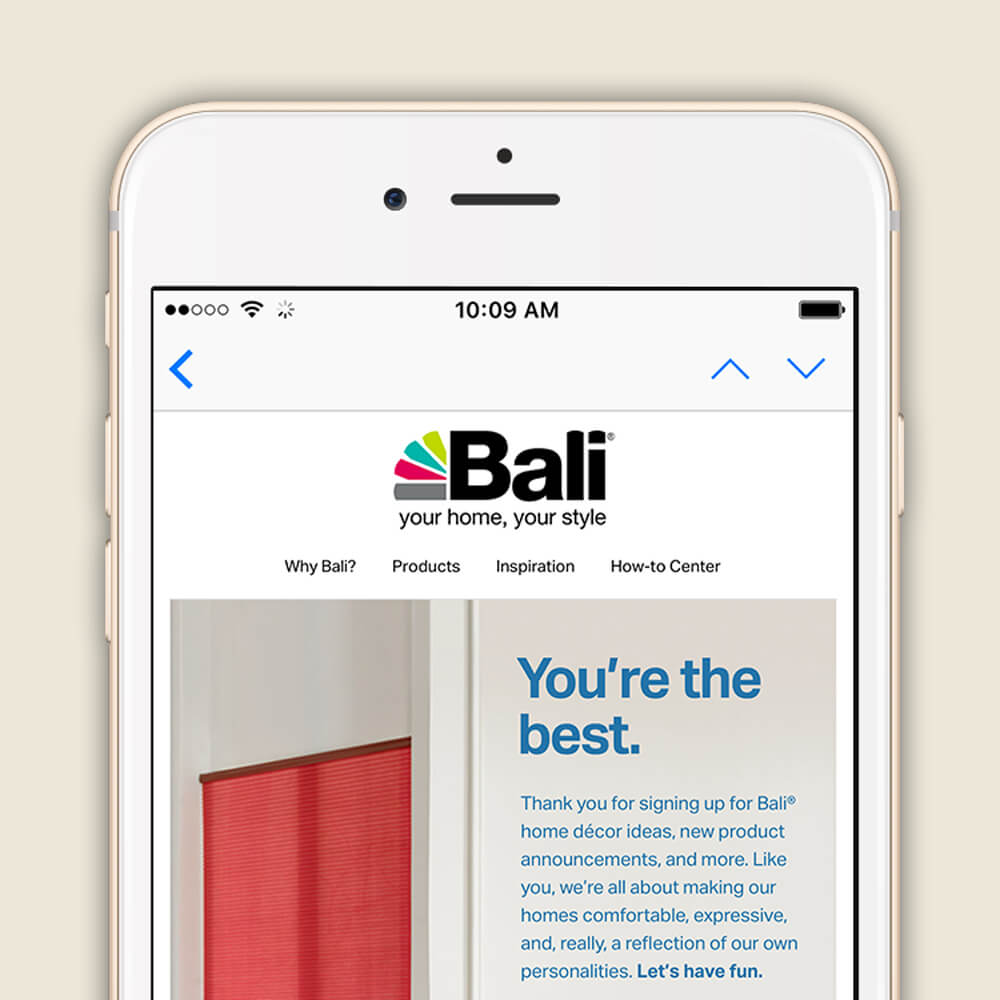 10:09 AM
Bali®
your home, your style
Why Bali? Products Inspiration How-to Center
You're the
best.
Thank you for signing up for Bali®
home décor ideas, new product
announcements, and more. Like
you, we're all about making our
homes comfortable, expressive,
and, really, a reflection of our own
personalities. Let's have fun.